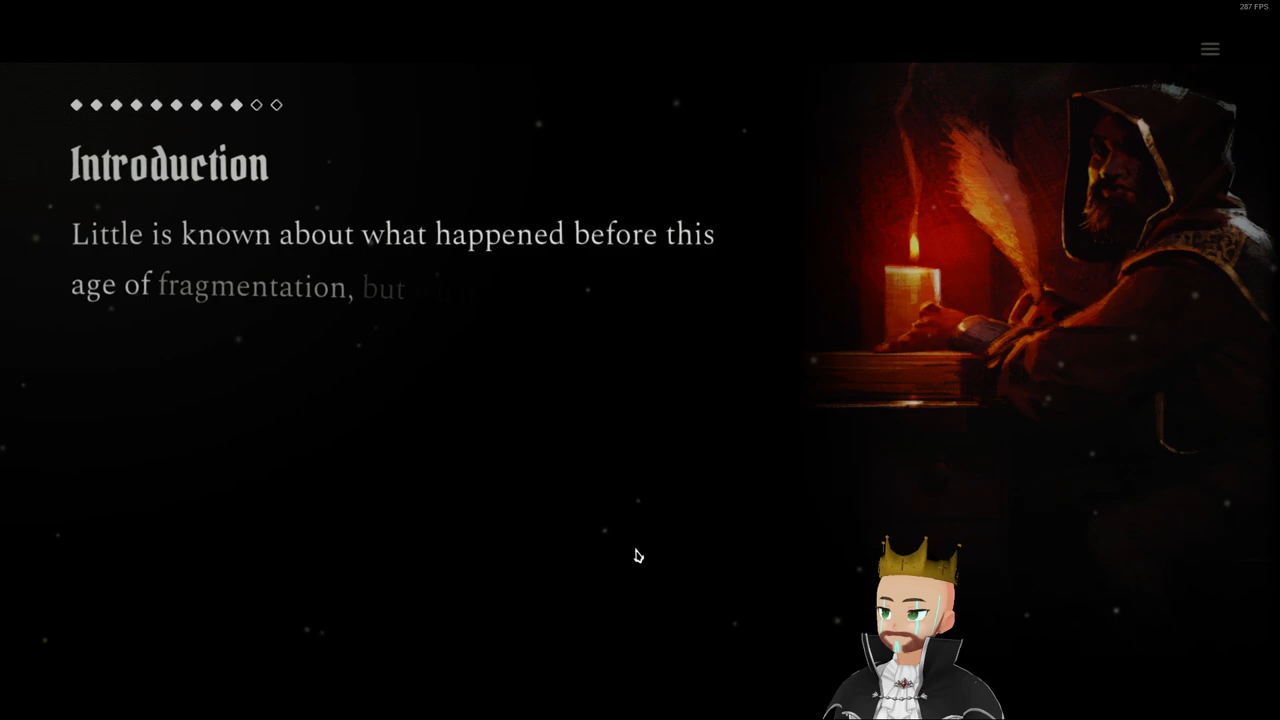 287 FPS
Introduction
Little is known about what happened before this
age of fragmentation, but